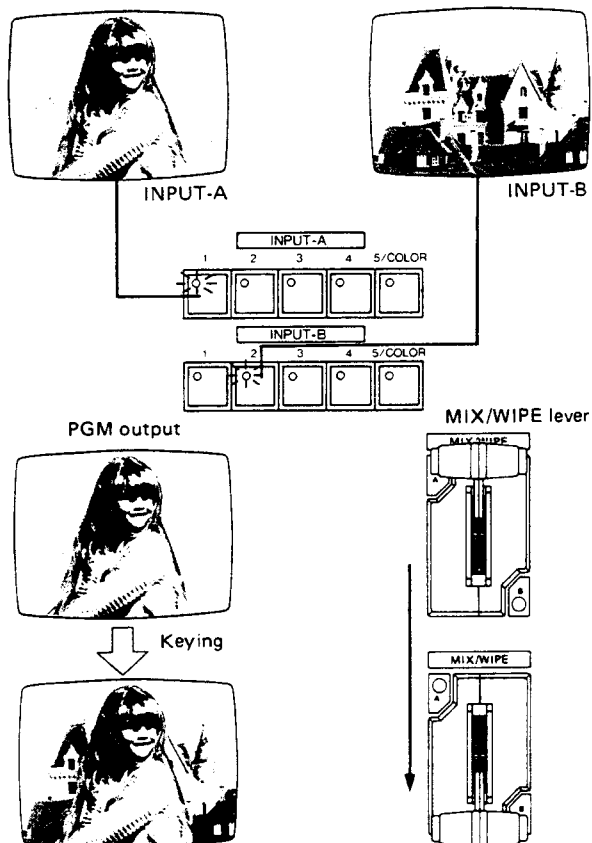 INPUT-A
INPUT-B
INPUT-A
1 2 3 4 5/COLOR
INPUT-B
1 2 3 4 5/COLOR
PGM output
Keying
MIX/WIPE lever
MIX/WIPE
A
B
MIX/WIPE
A
B